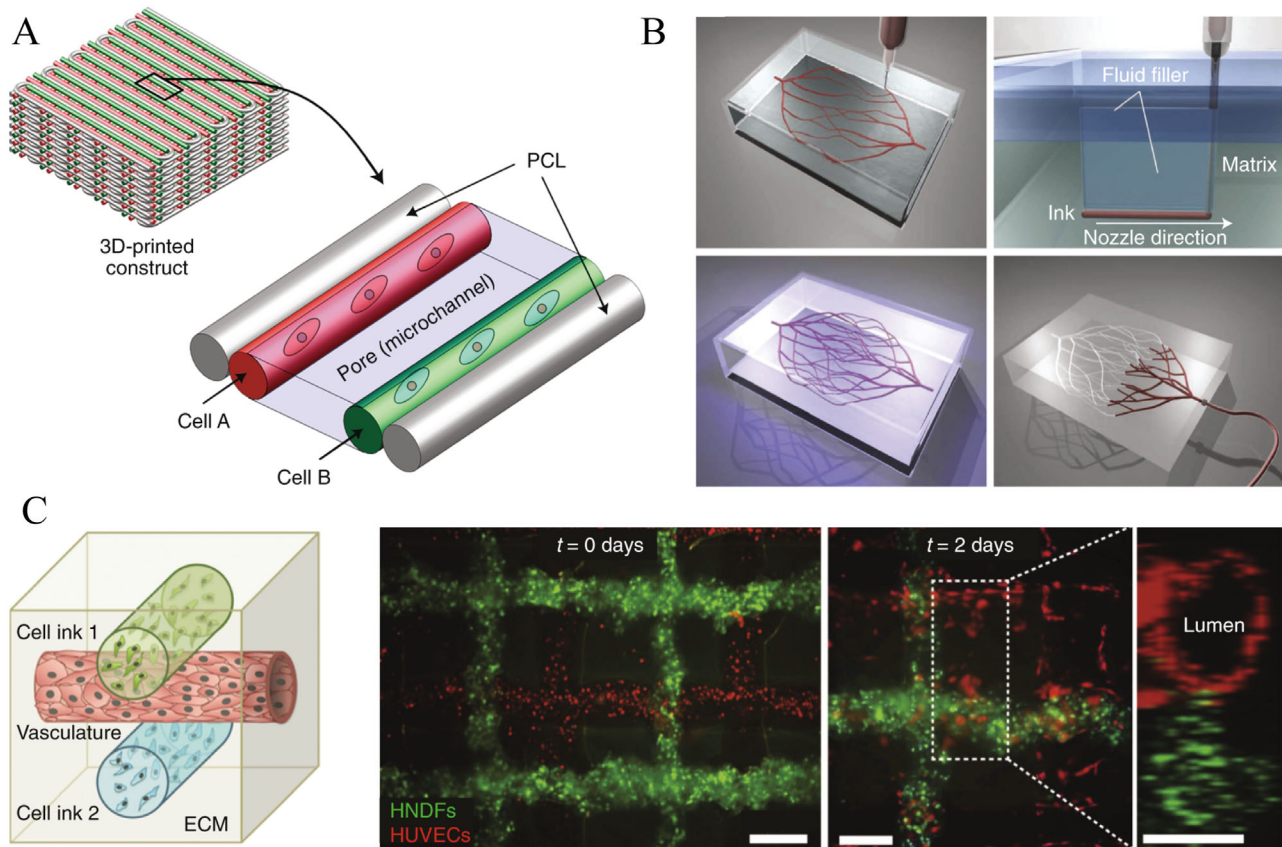 A
3D-printed
construct
PCL
Pore (microchannel)
Cell A
Cell B
B
Fluid filler
Matrix
Ink
Nozzle direction
C
Cell ink 1
Vasculature
Cell ink 2
ECM
t = 0 days
HNDFs
HUVECs
t = 2 days
Lumen